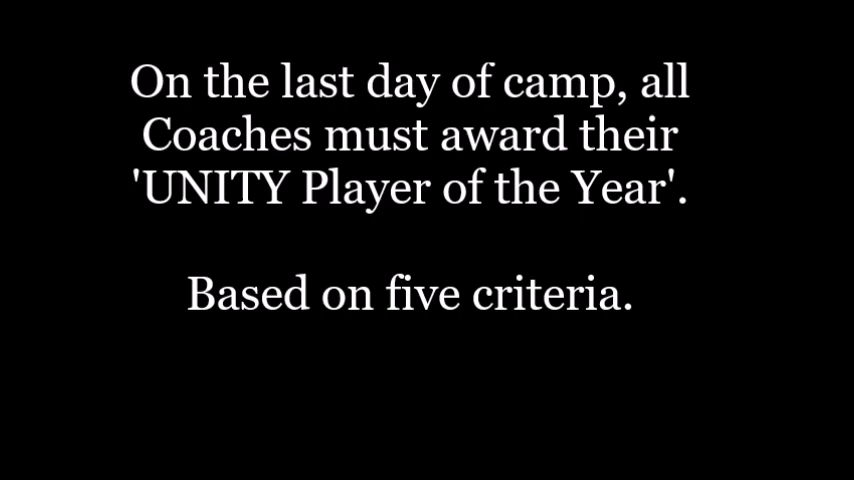 On the last day of camp, all
Coaches must award their
'UNITY Player of the Year'.
Based on five criteria.